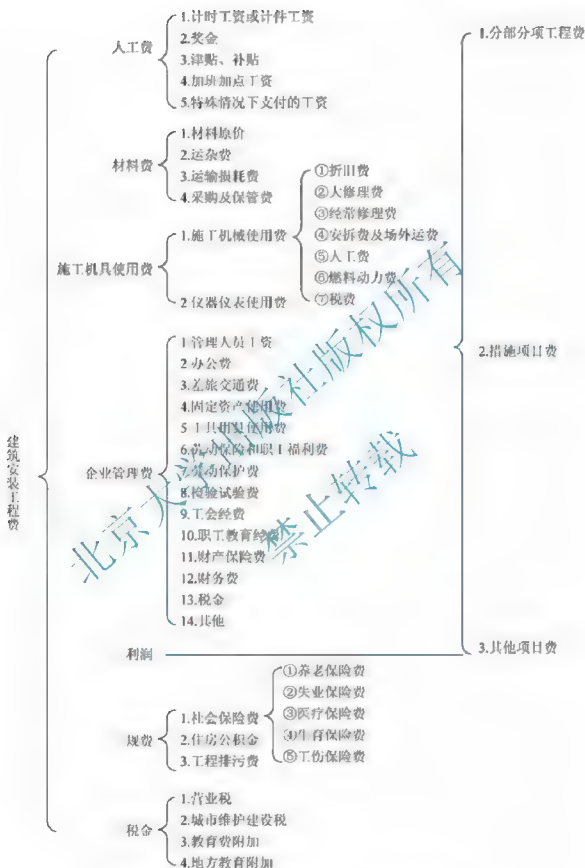 建筑安装工程费
人工费
1.计时工资或计件工资
2.奖金
3.津贴、补贴
4.加班加点工资
5.特殊情况下支付的工资
材料费
1.材料原价
2.运杂费
3.运输损耗费
4.采购及保管费
施工机具使用费
1.施工机械使用费
①折旧费
②大修理费
③经常修理费
④安拆费及场外运费
⑤人工费
⑥燃料动力费
⑦税费
2 仪器仪表使用费
企业管理费
1 管理人员工资
2 办公费
3.差旅交通费
4.固定资产使用费
5 工具用具使用费
6.劳动保险和职工福利费
7.劳动保护费
8.检验试验费
9.工会经费
10.职工教育经费
11.财产保险费
12.财务费
13.税金
14.其他
利润
规费
1.社会保险费
①养老保险费
②失业保险费
③医疗保险费
④生育保险费
⑤工伤保险费
2.住房公积金
3.工程排污费
税金
1.营业税
2.城市维护建设税
3.教育费附加
4.地方教育附加
1.分部分项工程费
2.措施项目费
3.其他项目费
北京大学出版社版权所有
禁止转载